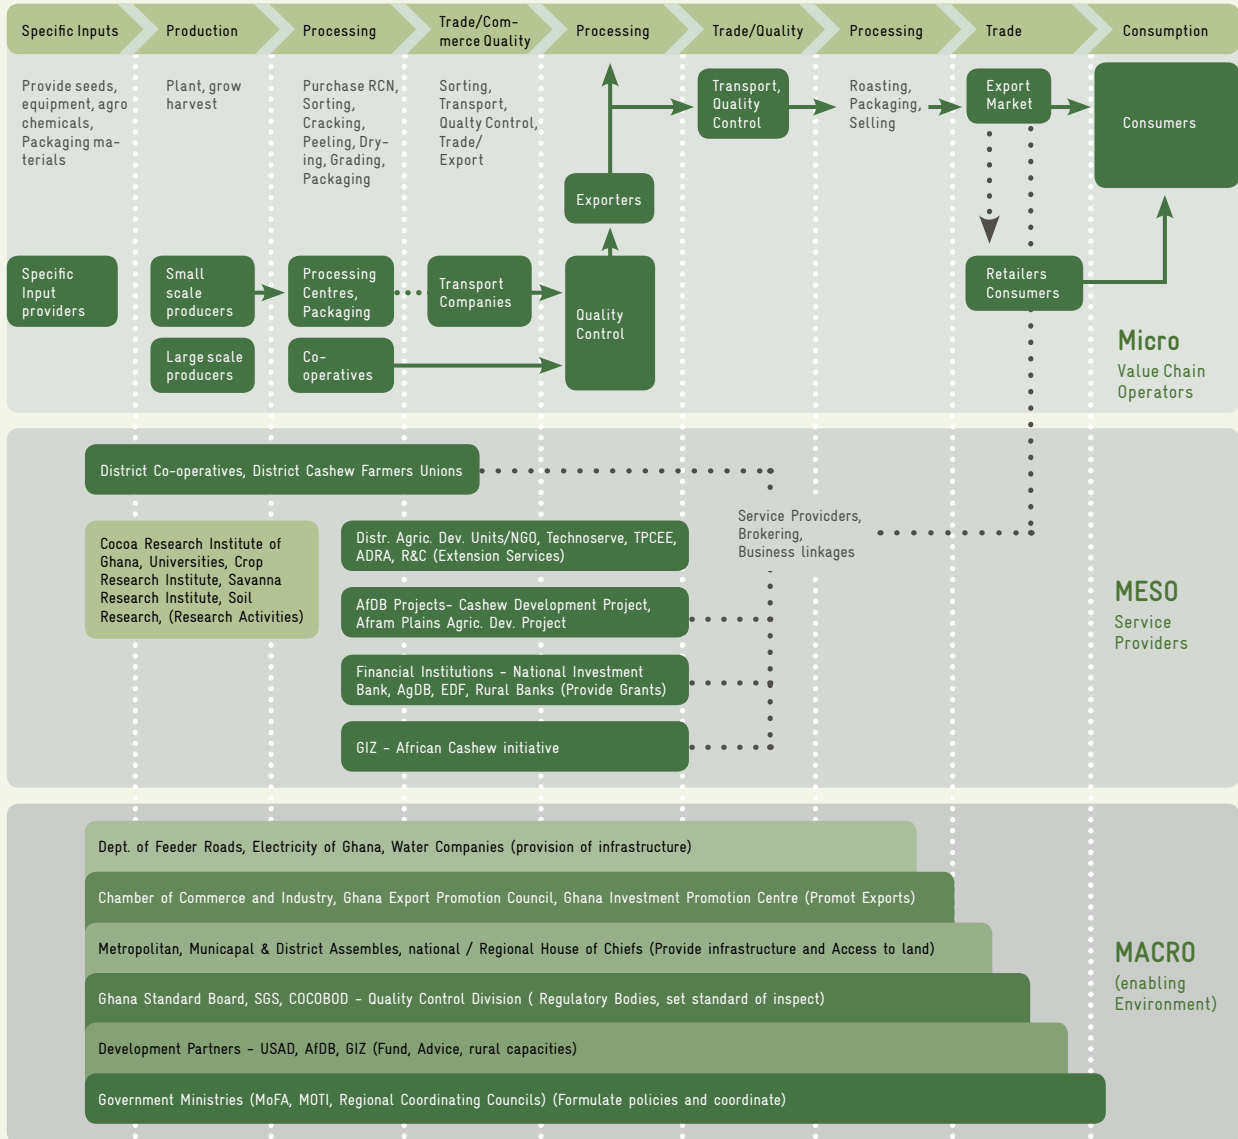 Specific Inputs
Production
Processing
Trade/Com-
merce Quality
Processing
Trade/Quality
Processing
Trade
Consumption
Provide seeds,
equipment, agro
chemicals,
Packaging ma-
terials
Plant, grow
harvest
Purchase RCN,
Sorting,
Cracking,
Peeling, Dry-
ing, Grading,
Packaging
Sorting,
Transport,
Qualty Control,
Trade/
Export
Transport,
Quality
Control
Roasting,
Packaging,
Selling
Export
Market
Consumers
Exporters
Specific
Input
providers
Small
scale
producers
Processing
Centres,
Packaging
Transport
Companies
Quality
Control
Retailers
Consumers
Large scale
producers
Co-
operatives
Micro
Value Chain
Operators
District Co-operatives, District Cashew Farmers Unions
Cocoa Research Institute of
Ghana, Universities, Crop
Research Institute, Savanna
Research Institute, Soil
Research, (Research Activities)
Distr. Agric. Dev. Units/NGO, Technoserve, TPCEE,
ADRA, R&C (Extension Services)
AfDB Projects- Cashew Development Project,
Afram Plains Agric. Dev. Project
Financial Institutions - National Investment
Bank, AgDB, EDF, Rural Banks (Provide Grants)
GIZ - African Cashew initiative
Service Provicders,
Brokering,
Business linkages
MESO
Service
Providers
Dept. of Feeder Roads, Electricity of Ghana, Water Companies (provision of infrastructure)
Chamber of Commerce and Industry, Ghana Export Promotion Council, Ghana Investment Promotion Centre (Promot Exports)
Metropolitan, Municapal & District Assembles, national / Regional House of Chiefs (Provide infrastructure and Access to land)
Ghana Standard Board, SGS, COCOBOD - Quality Control Division ( Regulatory Bodies, set standard of inspect)
Development Partners - USAD, AfDB, GIZ (Fund, Advice, rural capacities)
Government Ministries (MoFA, MOTI, Regional Coordinating Councils) (Formulate policies and coordinate)
MACRO
(enabling
Environment)